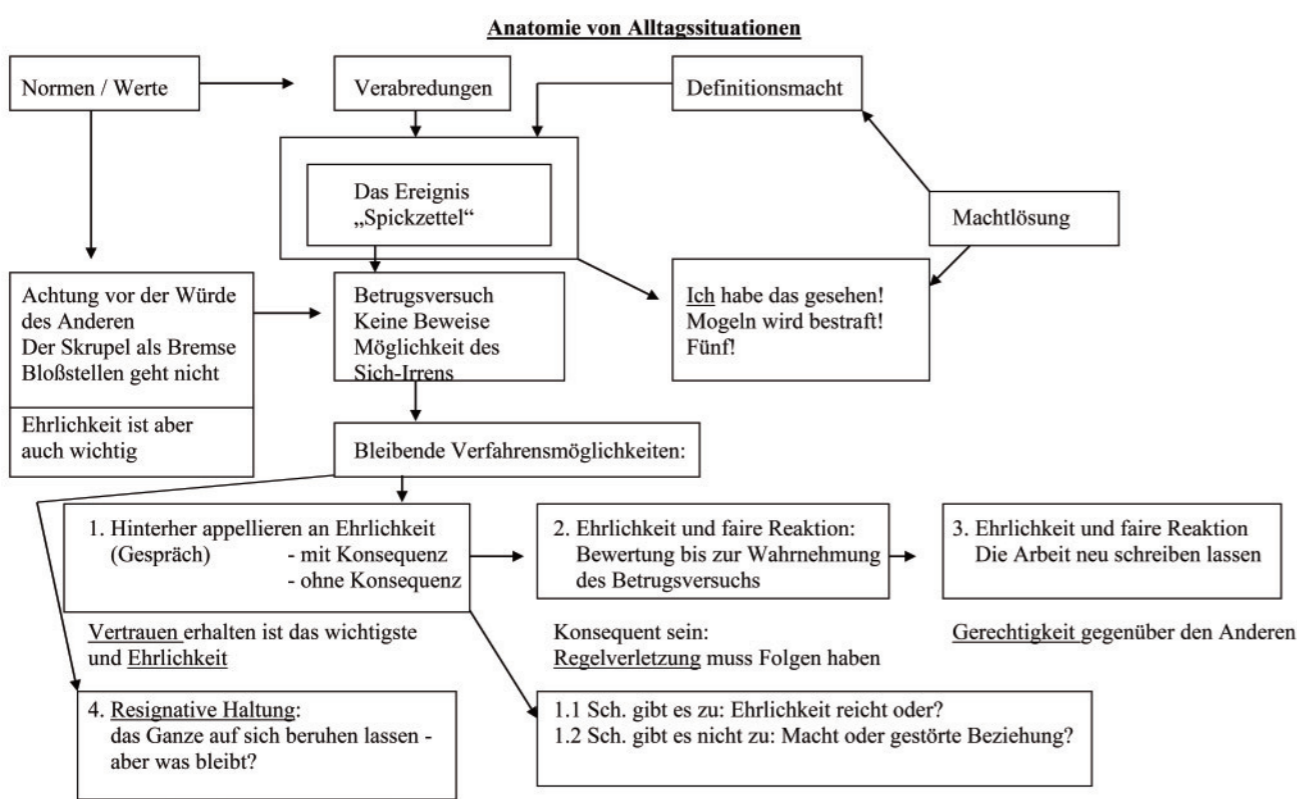 Anatomie von Alltagssituationen
Normen / Werte
Verabredungen
Definitionsmacht
Das Ereignis
„Spickzettel“
Machtlösung
Achtung vor der Würde
des Anderen
Der Skrupel als Bremse
Bloßstellen geht nicht
Ehrlichkeit ist aber
auch wichtig
Betrugsversuch
Keine Beweise
Möglichkeit des
Sich-Irrens
Ich habe das gesehen!
Mogeln wird bestraft!
Fünf!
Bleibende Verfahrensmöglichkeiten:
1. Hinterher appellieren an Ehrlichkeit
(Gespräch) - mit Konsequenz
- ohne Konsequenz
2. Ehrlichkeit und faire Reaktion:
Bewertung bis zur Wahrnehmung
des Betrugsversuchs
3. Ehrlichkeit und faire Reaktion
Die Arbeit neu schreiben lassen
Vertrauen erhalten ist das wichtigste
und Ehrlichkeit
Konsequent sein:
Regelverletzung muss Folgen haben
Gerechtigkeit gegenüber den Anderen
4. Resignative Haltung:
das Ganze auf sich beruhen lassen -
aber was bleibt?
1.1 Sch. gibt es zu: Ehrlichkeit reicht oder?
1.2 Sch. gibt es nicht zu: Macht oder gestörte Beziehung?